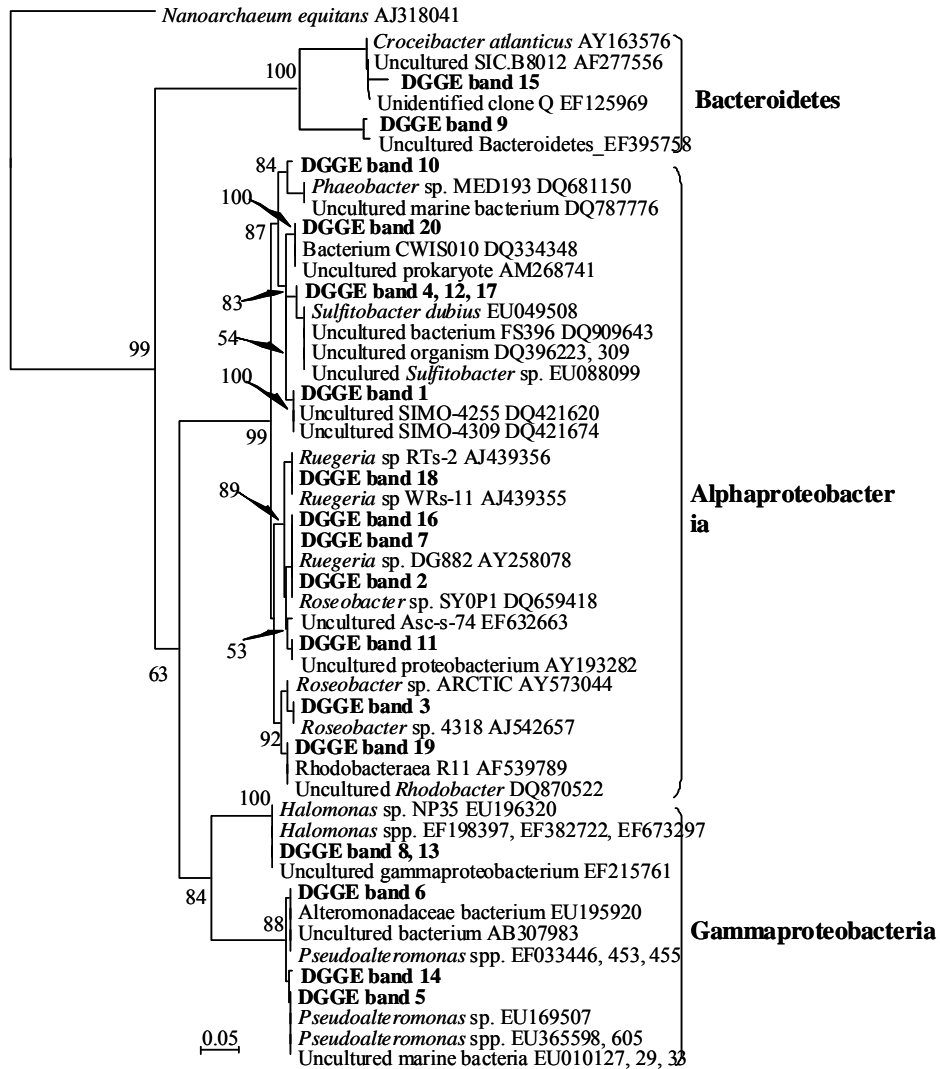 Nanoarchaeum equitans AJ318041
Croceibacter atlanticus AY163576
Uncultured SIC.B8012 AF277556
100
DGGE band 15
Bacteroidetes
Unidentified clone Q EF125969
DGGE band 9
Uncultured Bacteroidetes_EF395758
84
DGGE band 10
Phaeobacter sp. MED193 DQ681150
100
Uncultured marine bacterium DQ787776
87
DGGE band 20
Bacterium CWIS010 DQ334348
Uncultured prokaryote AM268741
83
DGGE band 4, 12, 17
Sulfitobacter dubius EU049508
54
Uncultured bacterium FS396 DQ909643
99
Uncultured organism DQ396223, 309
100
Unculured Sulfitobacter sp. EU088099
DGGE band 1
Uncultured SIMO-4255 DQ421620
99
Uncultured SIMO-4309 DQ421674
Ruegeria sp RTs-2 AJ439356
DGGE band 18
89
Ruegeria sp WRs-11 AJ439355
Alphaproteobacter
ia
DGGE band 16
DGGE band 7
Ruegeria sp. DG882 AY258078
DGGE band 2
Roseobacter sp. SY0P1 DQ659418
Uncultured Asc-s-74 EF632663
53
DGGE band 11
63
Uncultured proteobacterium AY193282
Roseobacter sp. ARCTIC AY573044
DGGE band 3
Roseobacter sp. 4318 AJ542657
92
DGGE band 19
Rhodobacteraea R11 AF539789
Uncultured Rhodobacter DQ870522
100
Halomonas sp. NP35 EU196320
Halomonas spp. EF198397, EF382722, EF673297
DGGE band 8, 13
Uncultured gammaproteobacterium EF215761
84
DGGE band 6
Alteromonadaceae bacterium EU195920
88
Uncultured bacterium AB307983
Gammaproteobacteria
Pseudoalteromonas spp. EF033446, 453, 455
DGGE band 14
DGGE band 5
Pseudoalteromonas sp. EU169507
0.05
Pseudoalteromonas spp. EU365598, 605
Uncultured marine bacteria EU010127, 29, 33